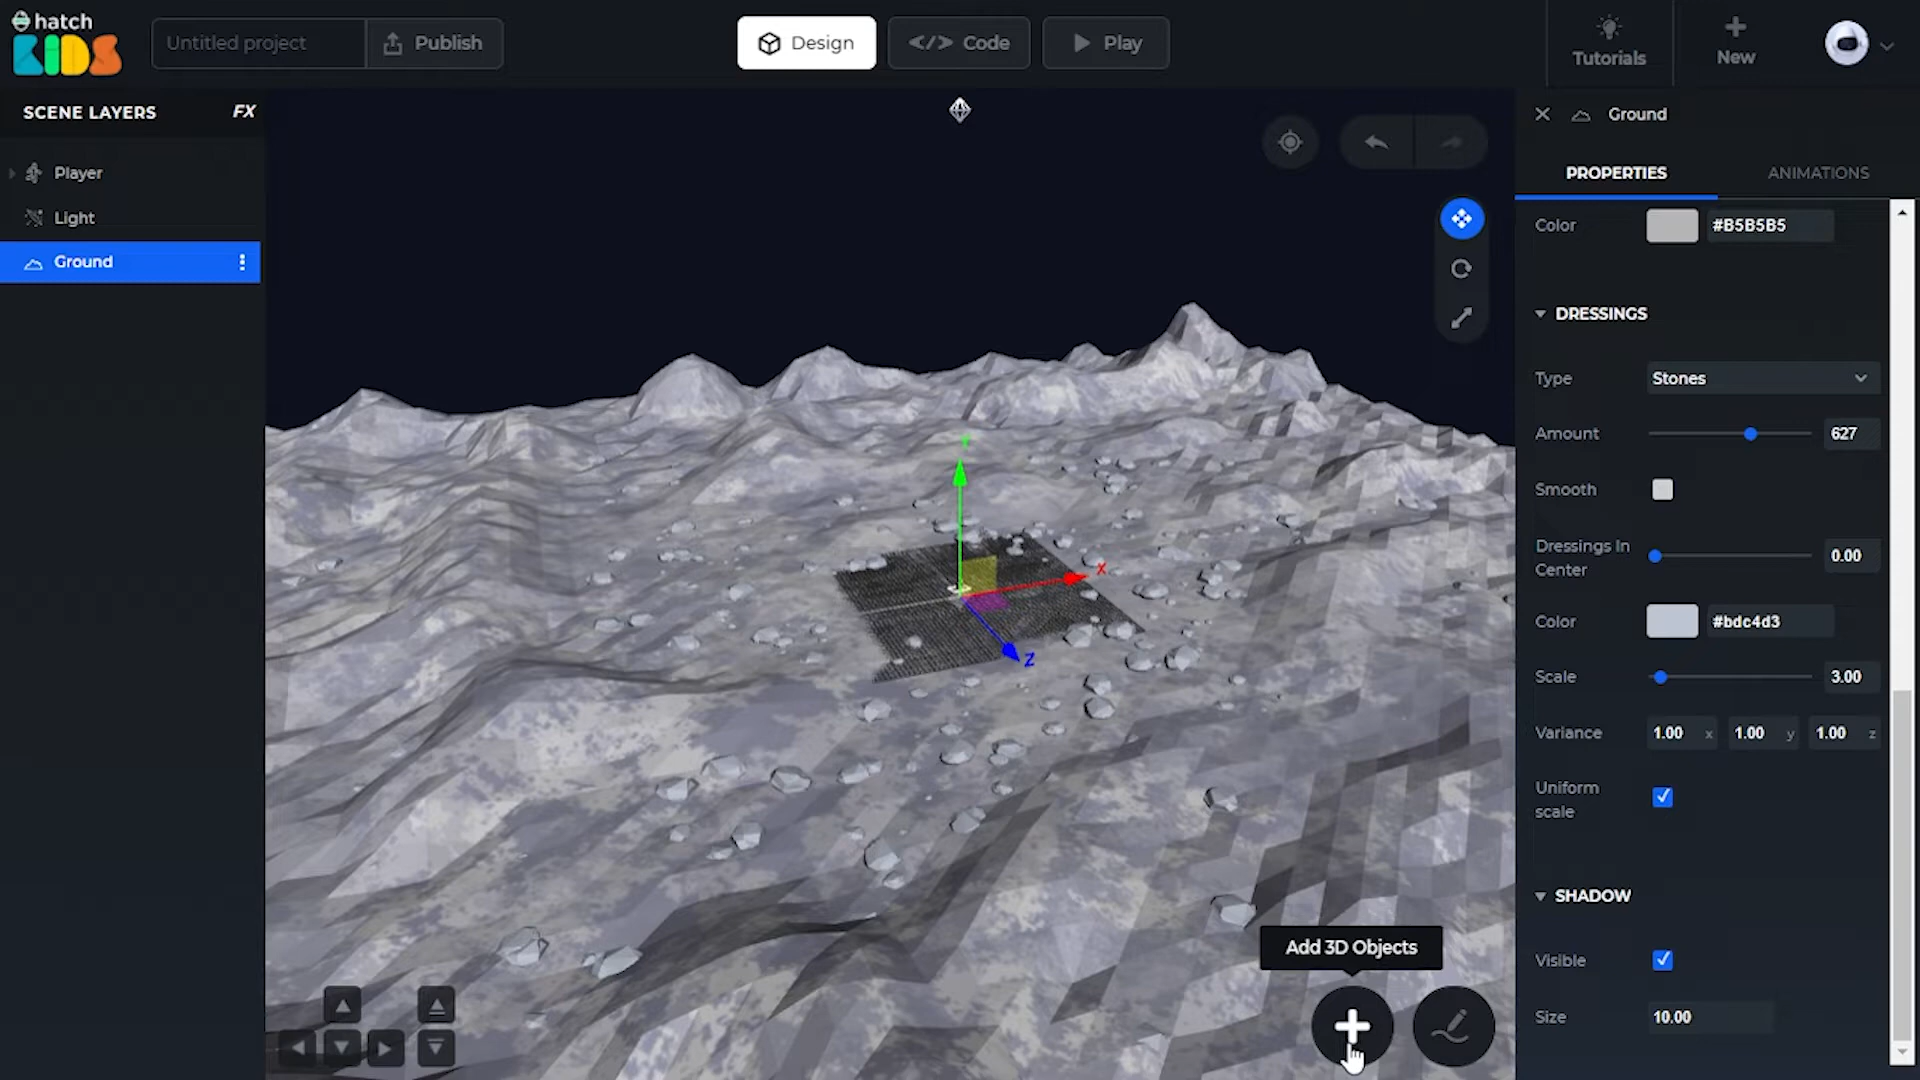 hatch
KIDS
Untitled project
Publish
Design
</> Code
Play
Tutorials
New
SCENE LAYERS
FX
Player
Light
Ground
Y
X
Z
Ground
PROPERTIES
ANIMATIONS
Color
#B5B5B5
DRESSINGS
Type
Stones
Amount
627
Smooth
Dressings In
Center
0.00
Color
#bdc4d3
Scale
3.00
Variance
1.00 x
1.00 y
1.00 z
Uniform
scale
SHADOW
Visible
Size
10.00
Add 3D Objects